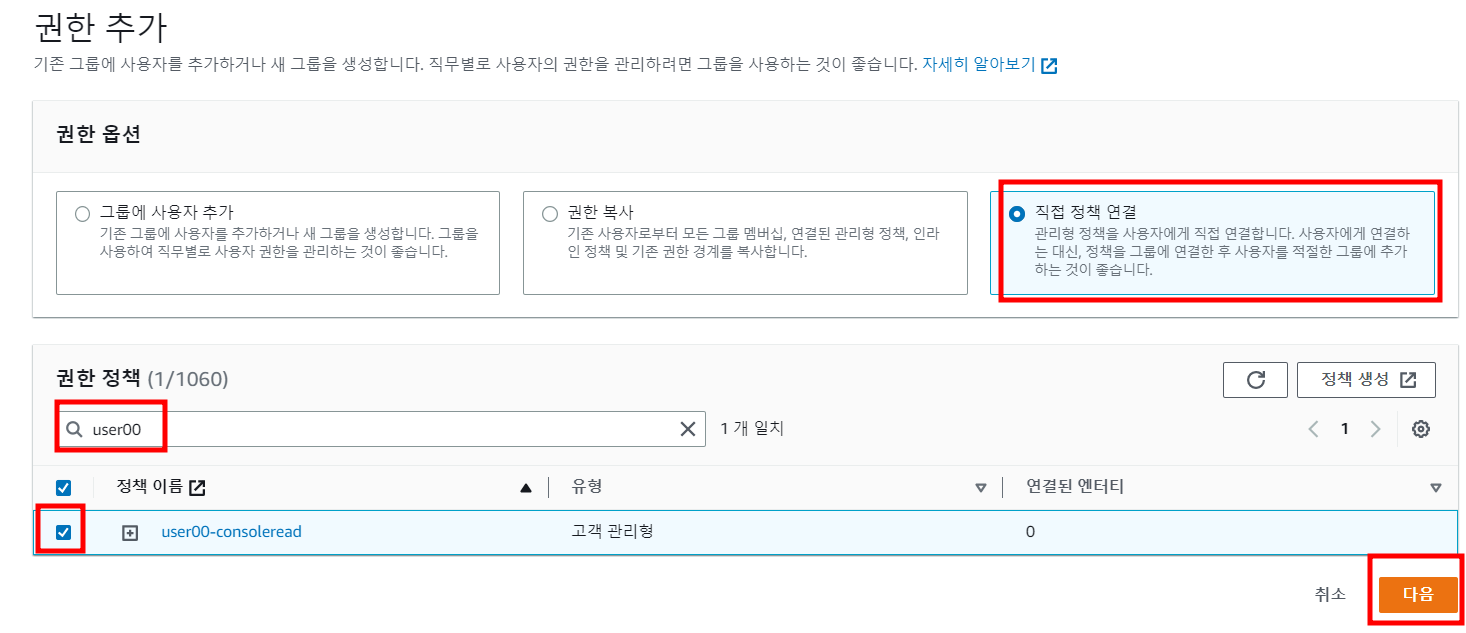 권한 추가
기존 그룹에 사용자를 추가하거나 새 그룹을 생성합니다. 직무별로 사용자의 권한을 관리하려면 그룹을 사용하는 것이 좋습니다. 자세히 알아보기
권한 옵션
그룹에 사용자 추가
기존 그룹에 사용자를 추가하거나 새 그룹을 생성합니다. 그룹을
사용하여 직무별로 사용자 권한을 관리하는 것이 좋습니다.
권한 복사
기존 사용자로부터 모든 그룹 멤버십, 연결된 관리형 정책, 인라
인 정책 및 기존 권한 경계를 복사합니다.
직접 정책 연결
관리형 정책을 사용자에게 직접 연결합니다. 사용자에게 연결하
는 대신, 정책을 그룹에 연결한 후 사용자를 적절한 그룹에 추가
하는 것이 좋습니다.
권한 정책 (1/1060)
정책 생성
user00
1 개 일치
1
정책 이름 유형 연결된 엔터티
user00-consoleread 고객 관리형 0
취소 다음